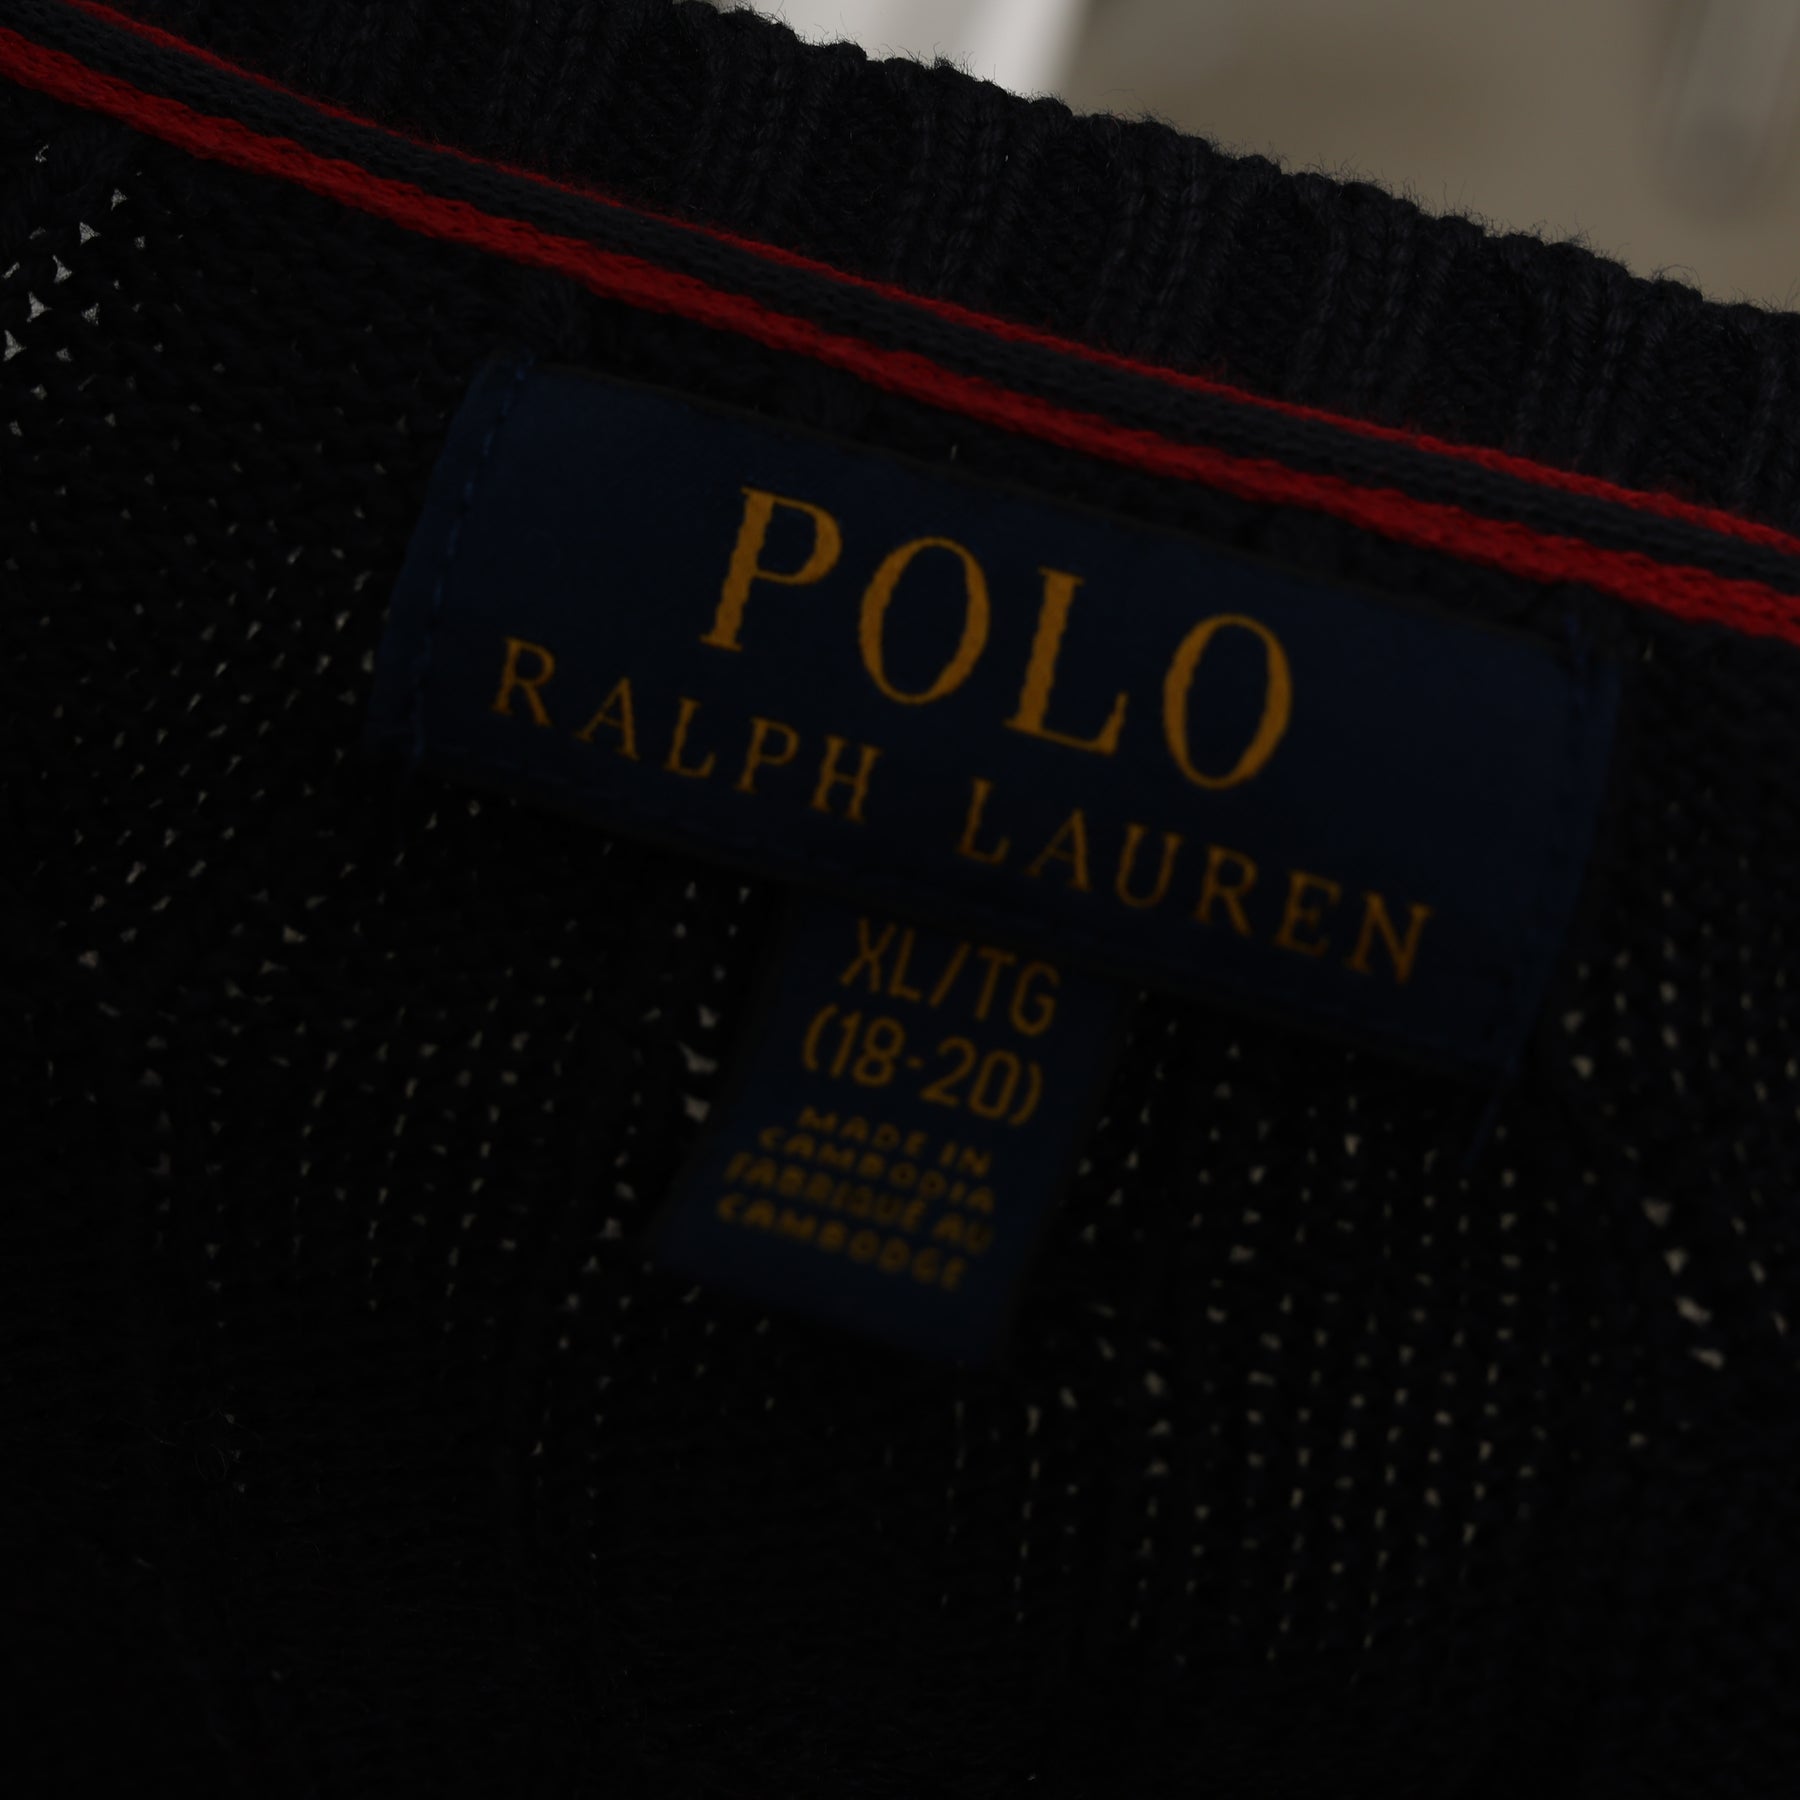 POLO
RALPH LAUREN
XL/TG
(18-20)
MADE IN
CAMBODIA
FABRIQUÉ AU
CAMBODGE